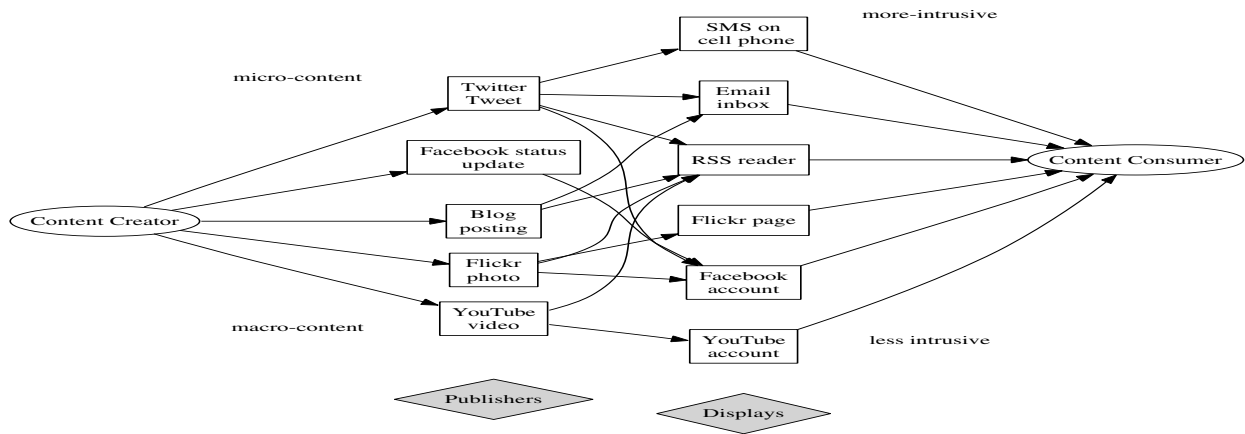 more-intrusive
SMS on
cell phone
micro-content
Twitter
Tweet
Email
inbox
Facebook status
update
RSS reader
Content Consumer
Content Creator
Blog
posting
Flickr page
Flickr
photo
Facebook
account
YouTube
video
macro-content
YouTube
account
less intrusive
Publishers
Displays